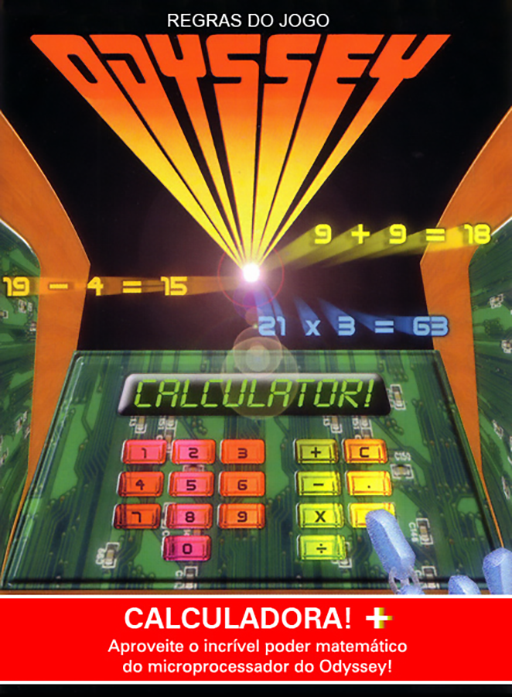 REGRAS DO JOGO
ODYSSEY
9 + 9 = 18
19 - 4 = 15
21 x 3 = 63
CALCULATOR!
1 2 3 + C
4 5 6 - .
7 8 9 X
0 ÷
CALCULADORA! +
Aproveite o incrível poder matemático
do microprocessador do Odyssey!